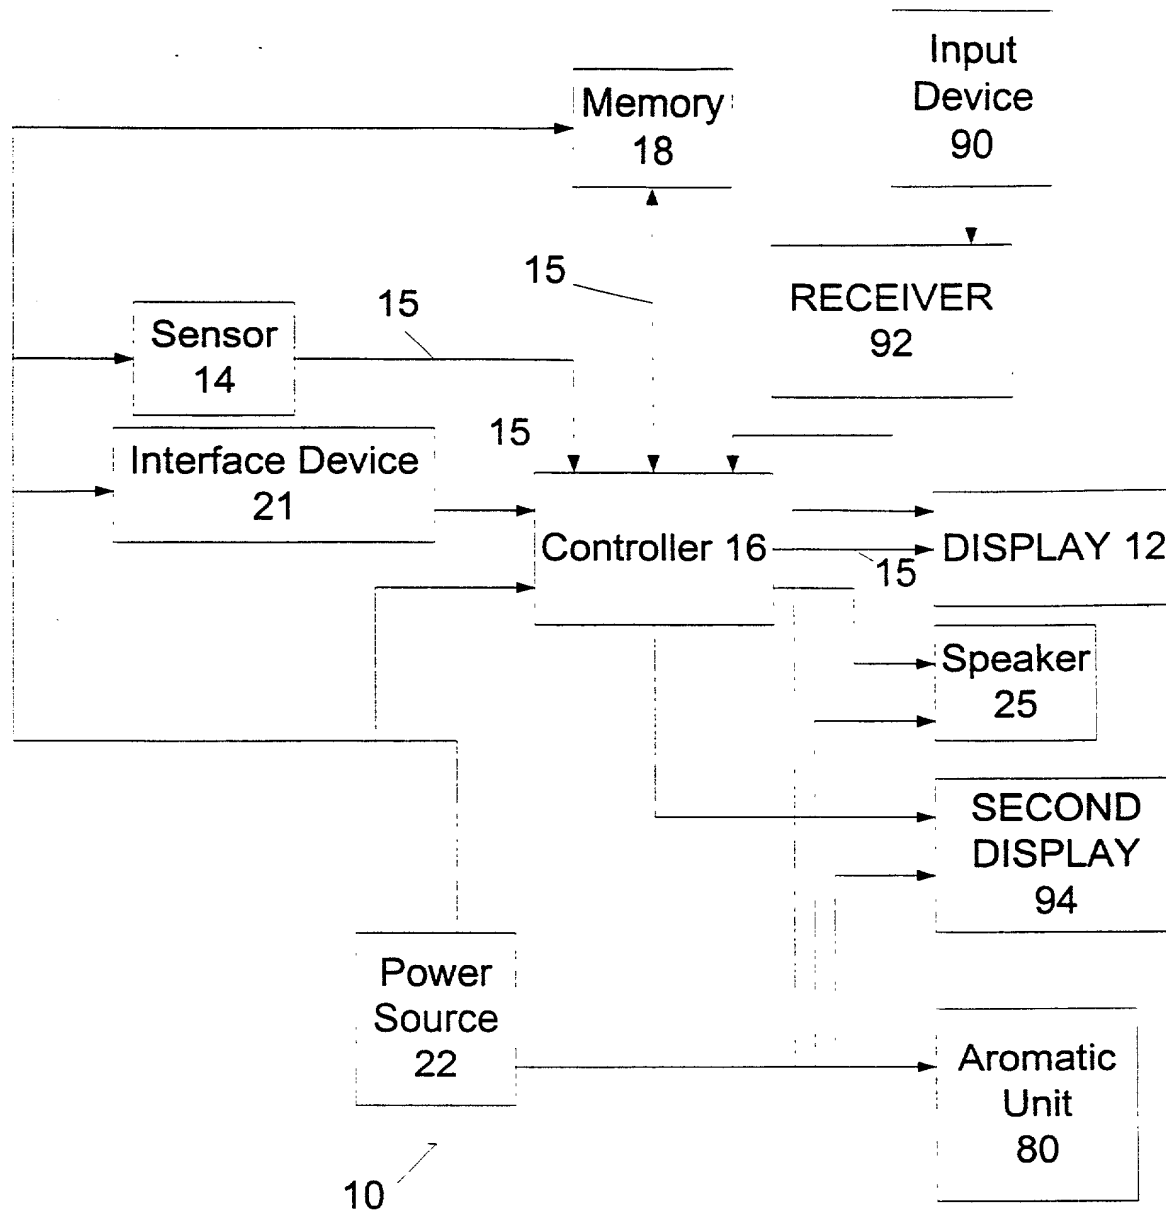 Input
Device
90
Memory
18
15
RECEIVER
92
15
Sensor
14
15
Interface Device
21
Controller 16
15
DISPLAY 12
Speaker
25
SECOND
DISPLAY
94
Power
Source
22
Aromatic
Unit
80
10